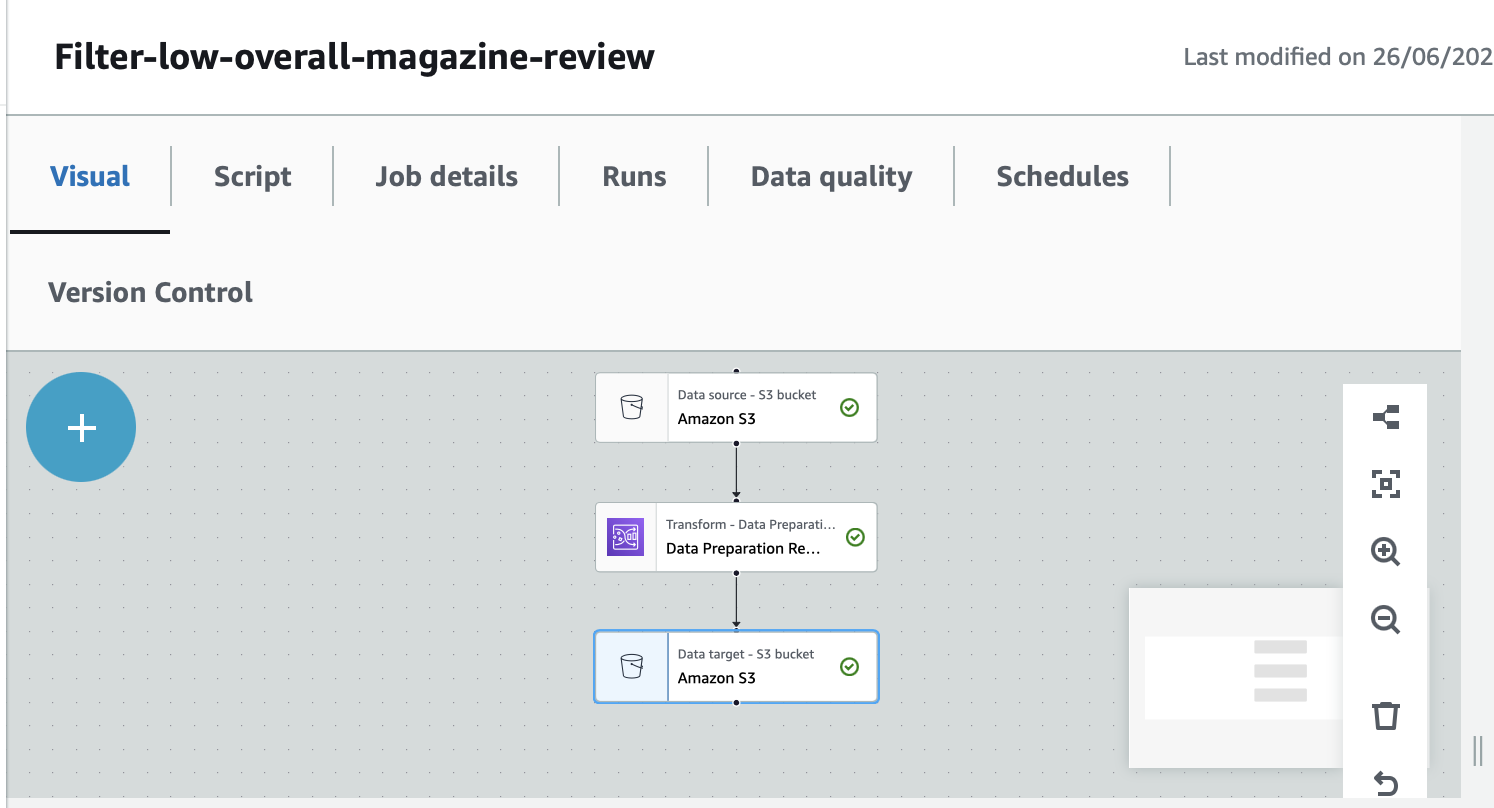 Filter-low-overall-magazine-review
Last modified on 26/06/202
Visual
Script
Job details
Runs
Data quality
Schedules
Version Control
Data source - S3 bucket
Amazon S3
Transform - Data Preparati...
Data Preparation Re...
Data target - S3 bucket
Amazon S3